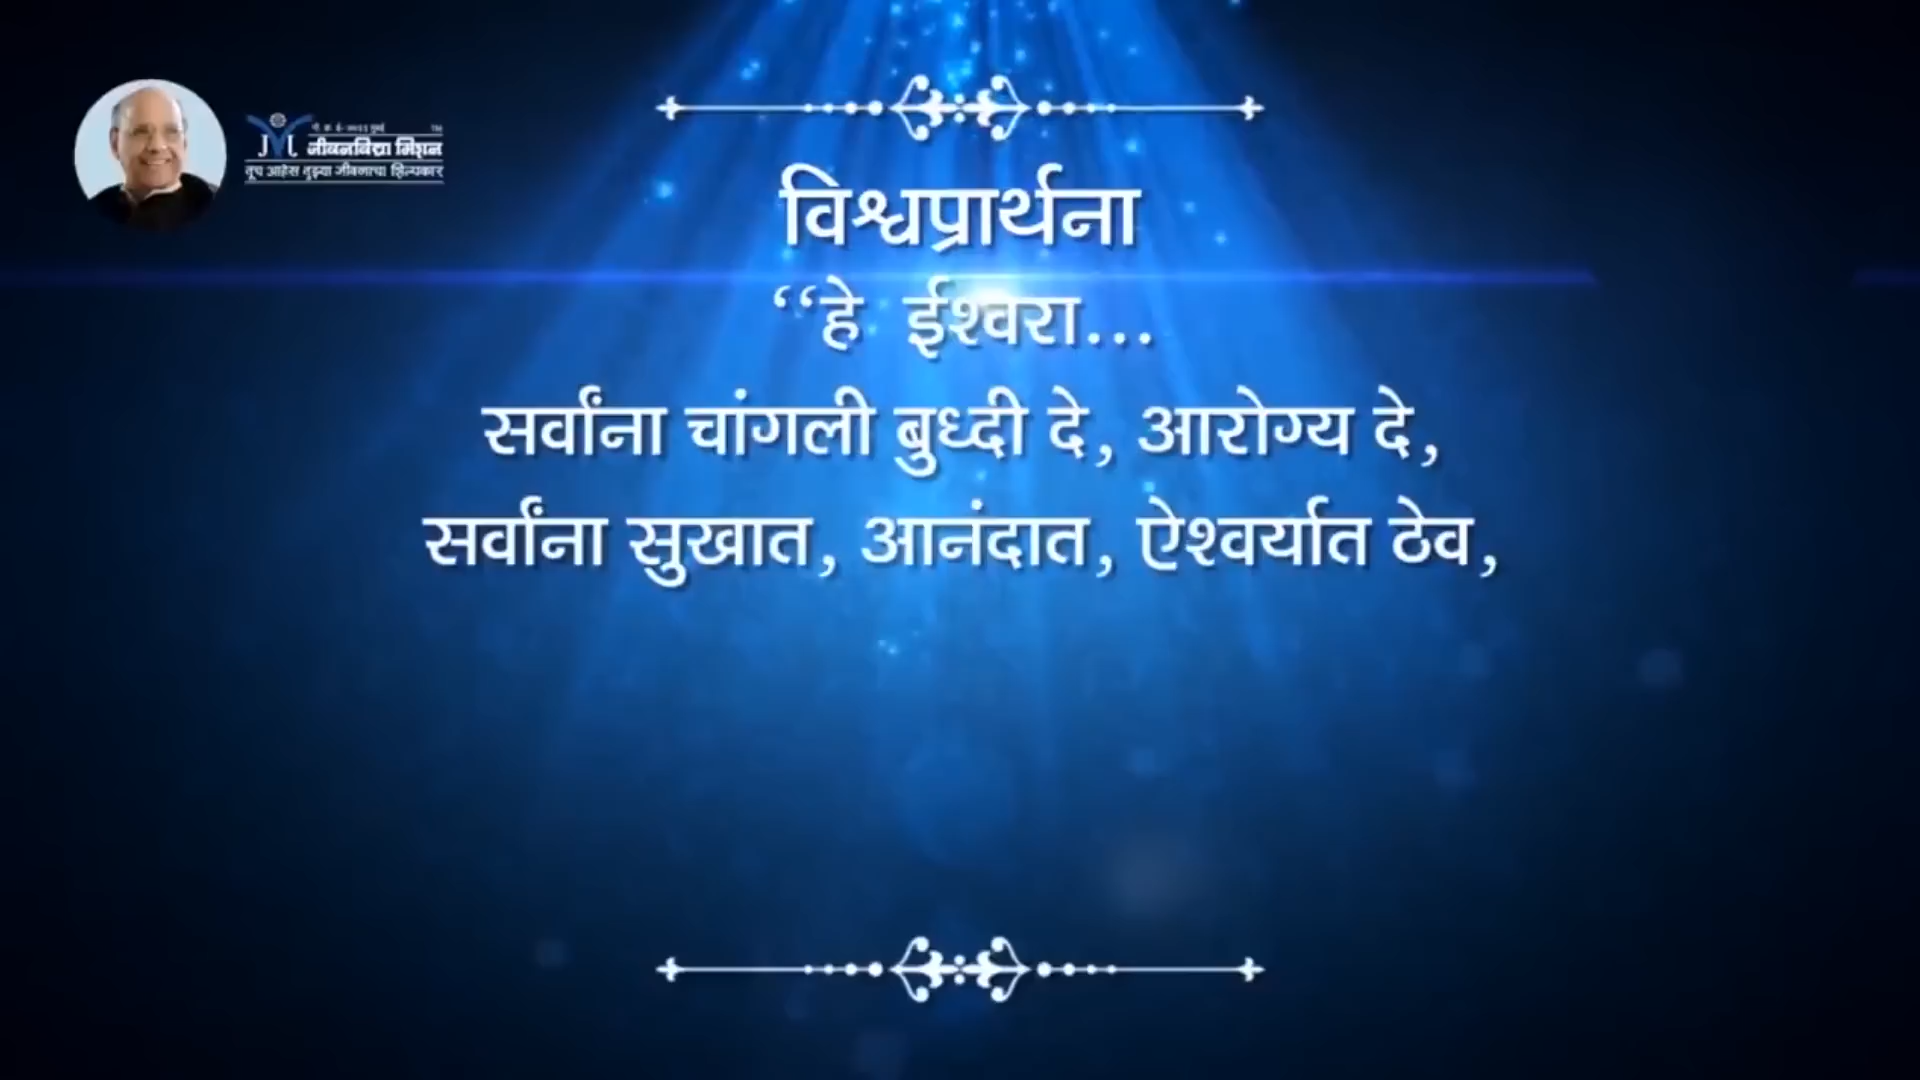 जीवनविद्या मिशन
तूच आहेस तुझ्या जीवनाचा शिल्पकार
विश्वप्रार्थना
“हे ईश्वरा...
सर्वांना चांगली बुध्दी दे, आरोग्य दे,
सर्वांना सुखात, आनंदात, ऐश्वर्यात ठेव,